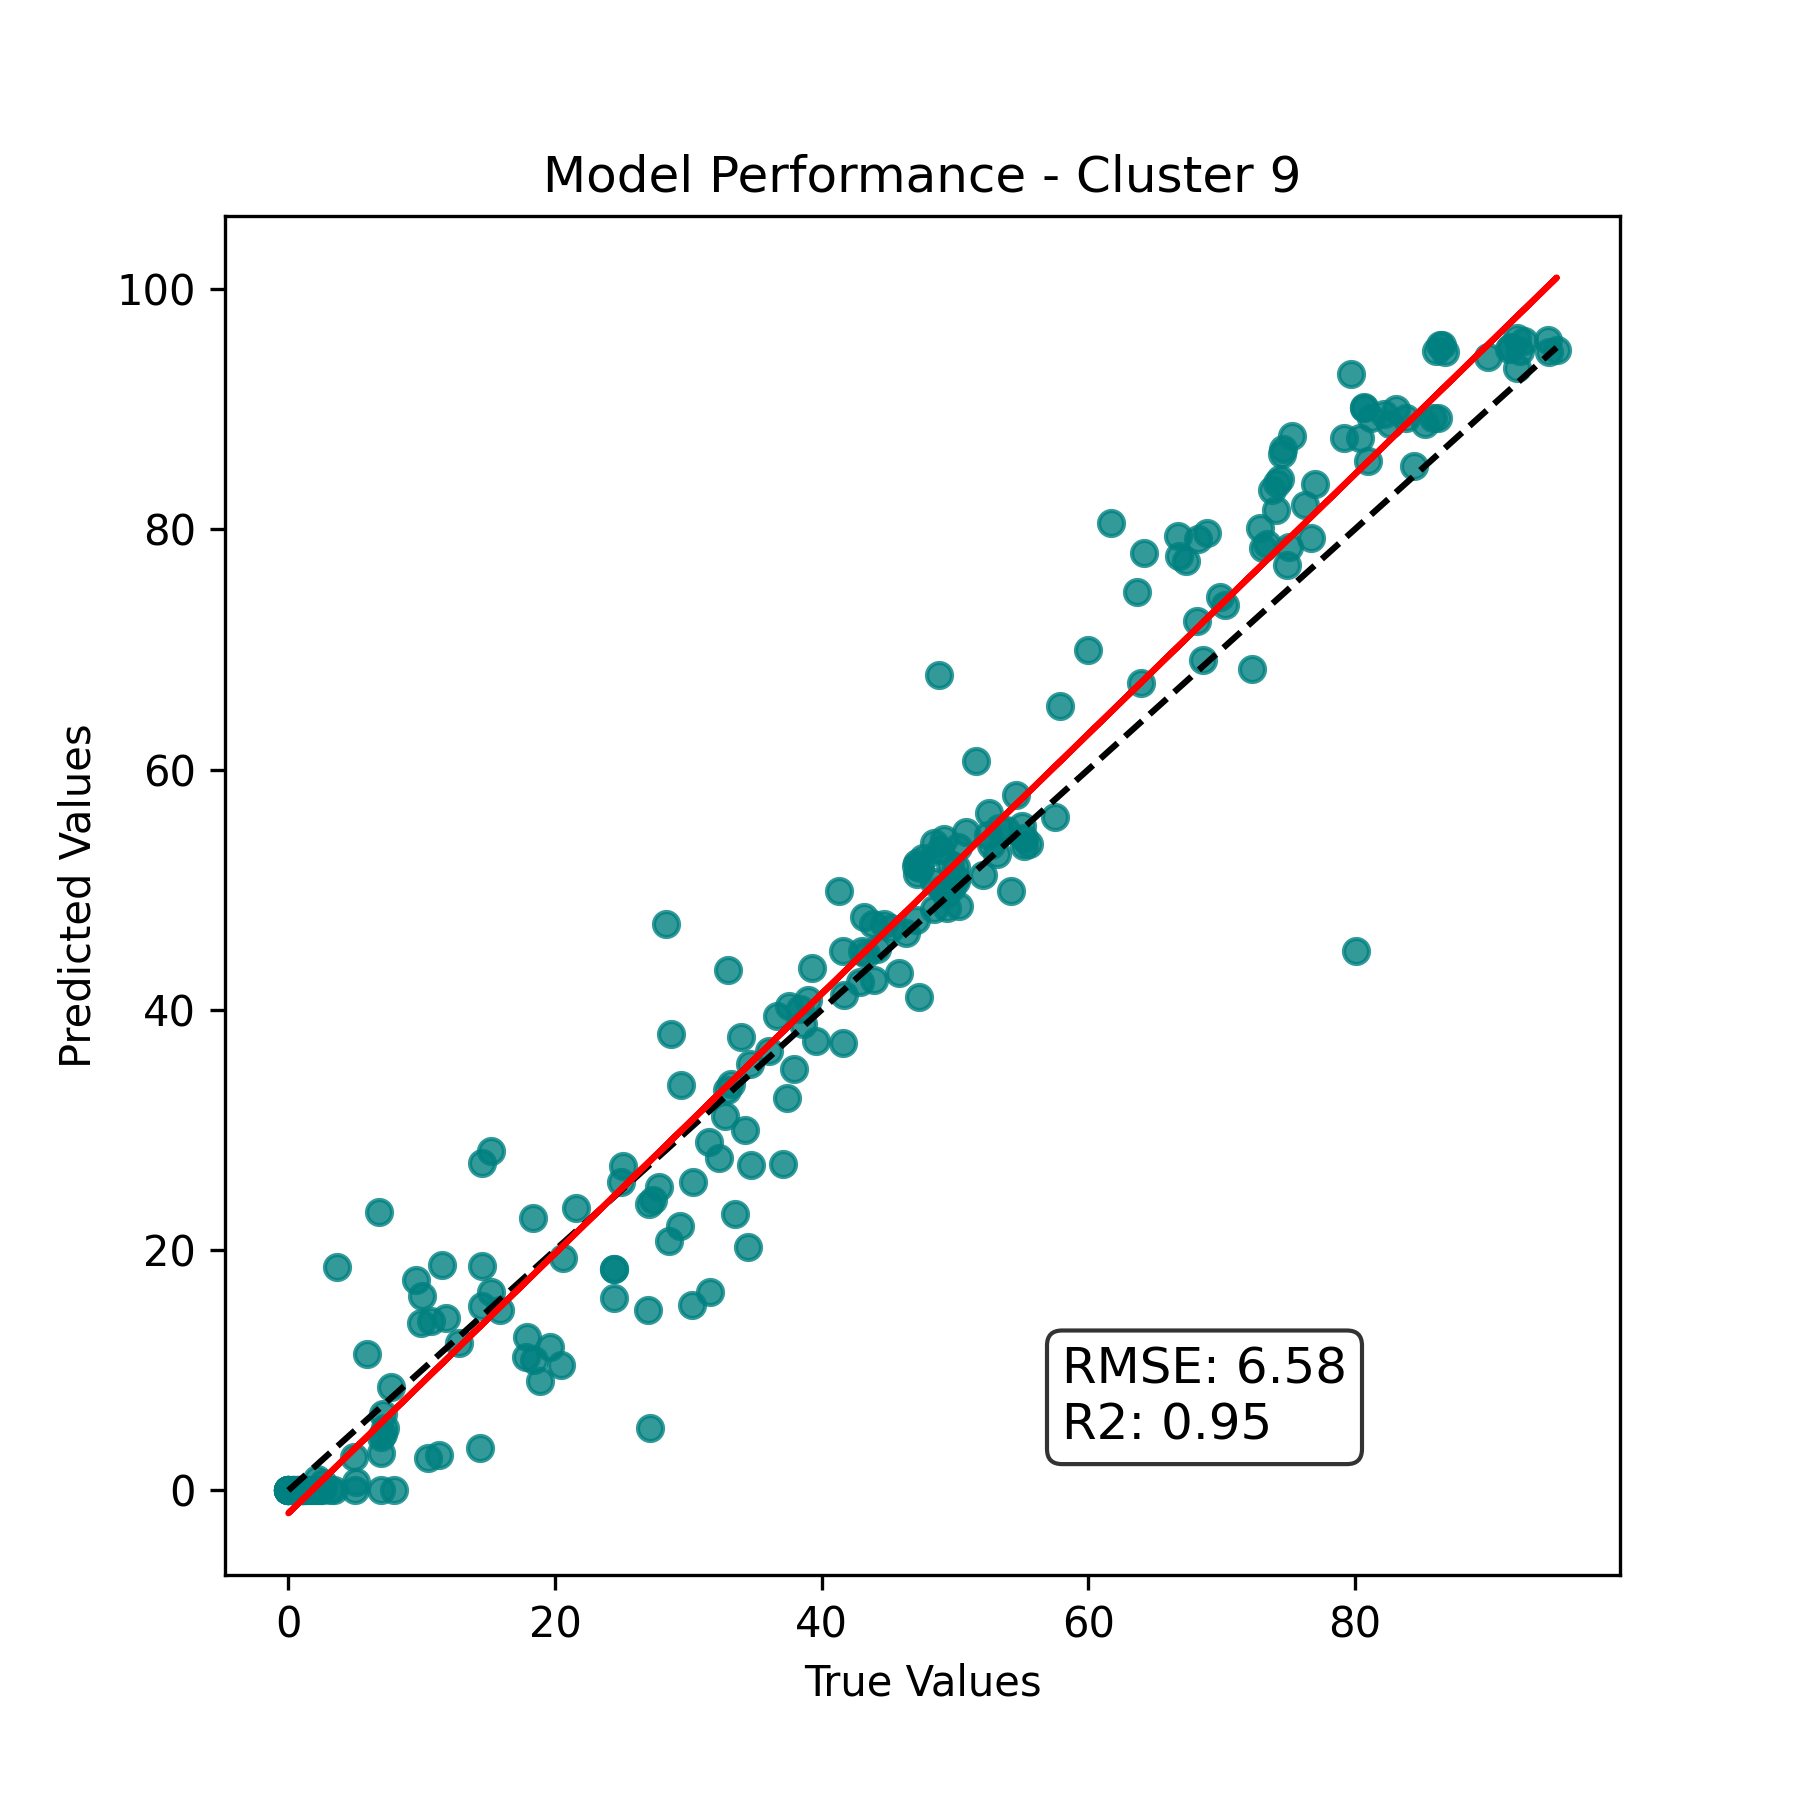 Model Performance - Cluster 9
100
80
60
40
20
0
Predicted Values
RMSE: 6.58
R2: 0.95
0 20 40 60 80
True Values